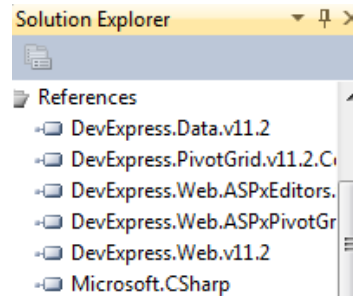 Solution Explorer
References
DevExpress.Data.v11.2
DevExpress.PivotGrid.v11.2.
DevExpress.Web.ASPxEditors.
DevExpress.Web.ASPxPivotGr
DevExpress.Web.v11.2
Microsoft.CSharp